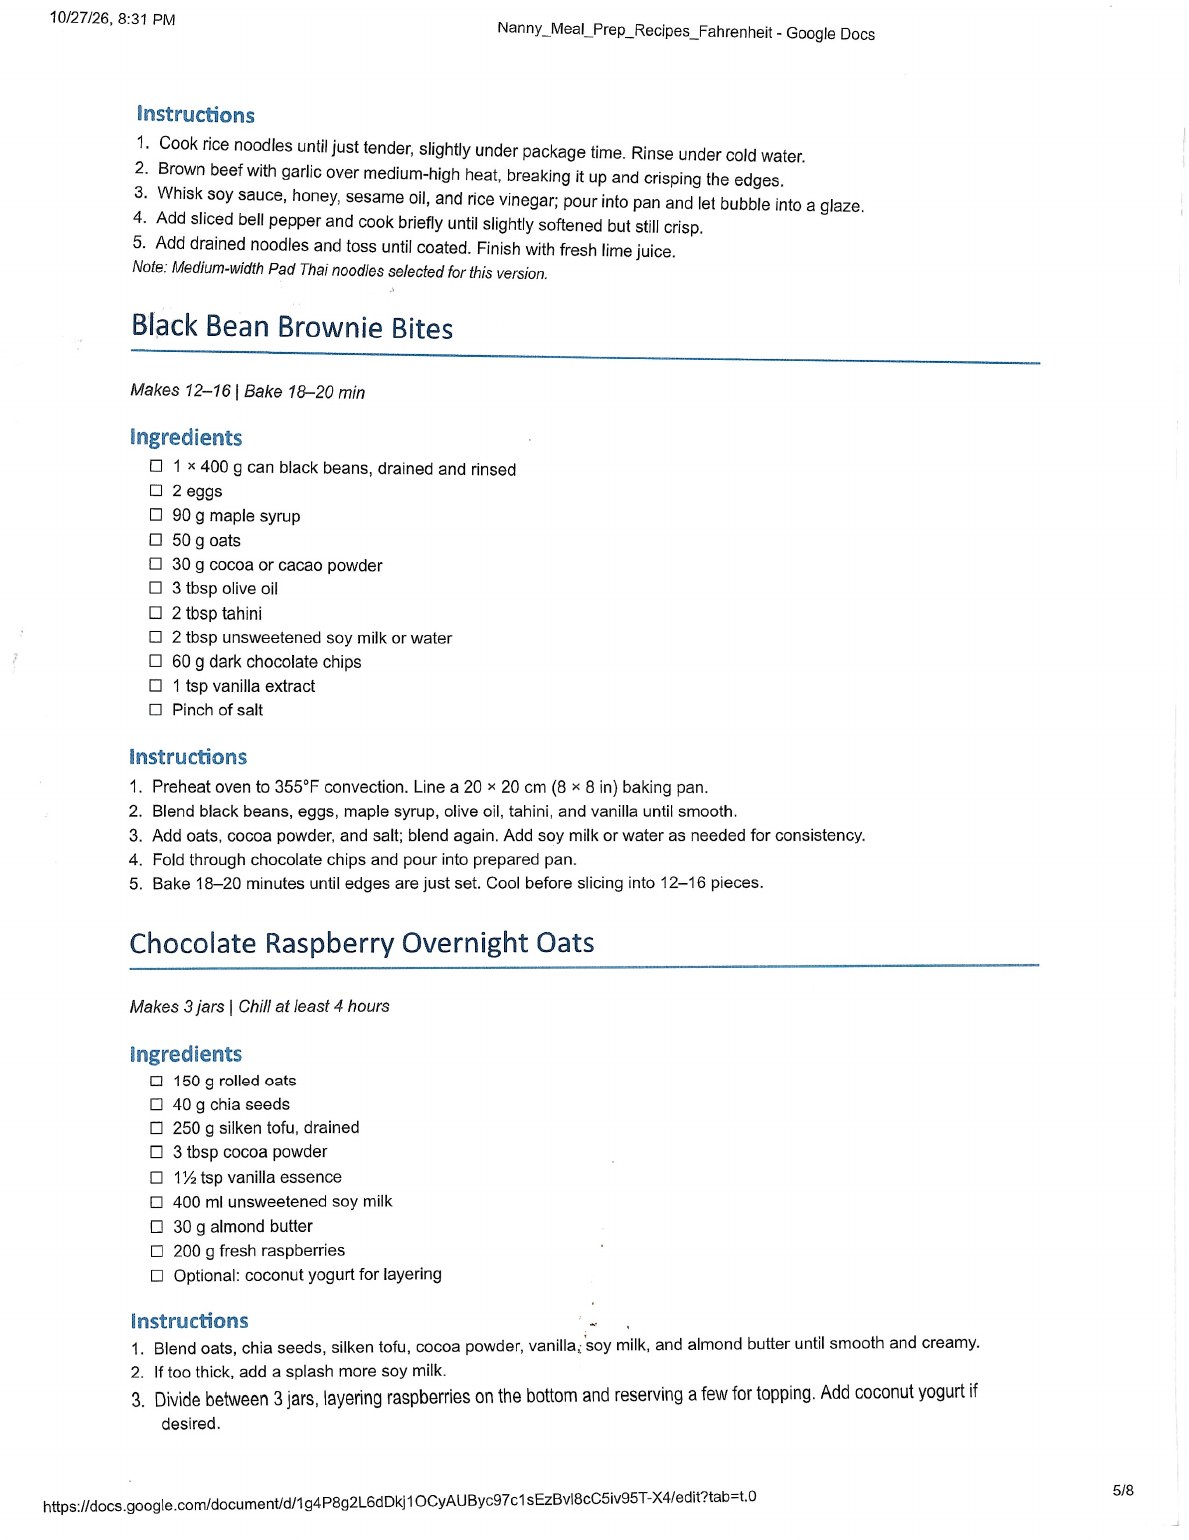 10/27/26, 8:31 PM
Nanny_Meal_Prep_Recipes_Fahrenheit - Google Docs
Instructions
1. Cook rice noodles until just tender, slightly under package time. Rinse under cold water.
2. Brown beef with garlic over medium-high heat, breaking it up and crisping the edges.
3. Whisk soy sauce, honey, sesame oil, and rice vinegar; pour into pan and let bubble into a glaze.
4. Add sliced bell pepper and cook briefly until slightly softened but still crisp.
5. Add drained noodles and toss until coated. Finish with fresh lime juice.
Note: Medium-width Pad Thai noodles selected for this version.
Black Bean Brownie Bites
Makes 12–16 | Bake 18–20 min
Ingredients
☐ 1 × 400 g can black beans, drained and rinsed
☐ 2 eggs
☐ 90 g maple syrup
☐ 50 g oats
☐ 30 g cocoa or cacao powder
☐ 3 tbsp olive oil
☐ 2 tbsp tahini
☐ 2 tbsp unsweetened soy milk or water
☐ 60 g dark chocolate chips
☐ 1 tsp vanilla extract
☐ Pinch of salt
Instructions
1. Preheat oven to 355°F convection. Line a 20 × 20 cm (8 × 8 in) baking pan.
2. Blend black beans, eggs, maple syrup, olive oil, tahini, and vanilla until smooth.
3. Add oats, cocoa powder, and salt; blend again. Add soy milk or water as needed for consistency.
4. Fold through chocolate chips and pour into prepared pan.
5. Bake 18–20 minutes until edges are just set. Cool before slicing into 12–16 pieces.
Chocolate Raspberry Overnight Oats
Makes 3 jars | Chill at least 4 hours
Ingredients
☐ 150 g rolled oats
☐ 40 g chia seeds
☐ 250 g silken tofu, drained
☐ 3 tbsp cocoa powder
☐ 1½ tsp vanilla essence
☐ 400 ml unsweetened soy milk
☐ 30 g almond butter
☐ 200 g fresh raspberries
☐ Optional: coconut yogurt for layering
Instructions
1. Blend oats, chia seeds, silken tofu, cocoa powder, vanilla, soy milk, and almond butter until smooth and creamy.
2. If too thick, add a splash more soy milk.
3. Divide between 3 jars, layering raspberries on the bottom and reserving a few for topping. Add coconut yogurt if
desired.
https://docs.google.com/document/d/1g4P8g2L6dDkj1OCyAUByc97c1sEzBvl8cC5iv95T-X4/edit?tab=t.0
5/8